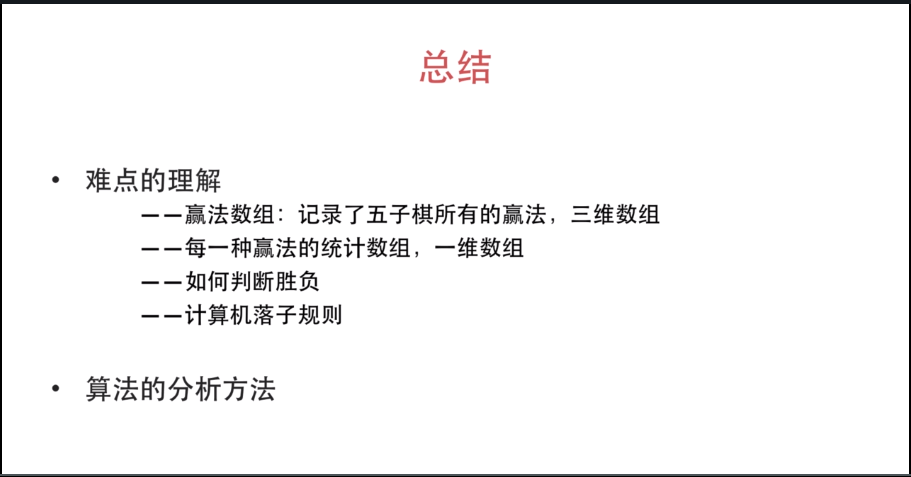 总结
• 难点的理解
——赢法数组：记录了五子棋所有的赢法，三维数组
——每一种赢法的统计数组，一维数组
——如何判断胜负
——计算机落子规则
• 算法的分析方法